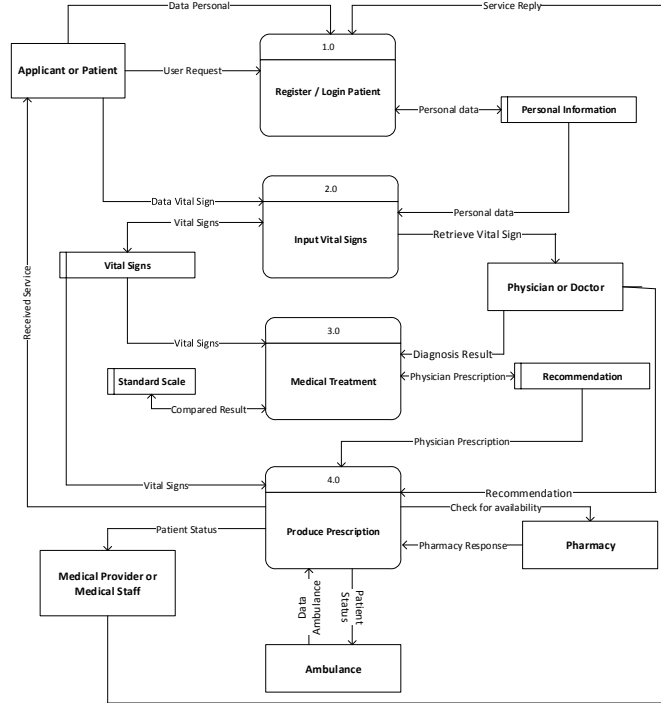 Data Personal
Service Reply
1.0
Applicant or Patient
User Request
Register / Login Patient
Personal data
Personal Information
2.0
Data Vital Sign
Personal data
Vital Signs
Input Vital Signs
Retrieve Vital Sign
Vital Signs
Physician or Doctor
Received Service
3.0
Vital Signs
Diagnosis Result
Standard Scale
Medical Treatment
Physician Prescription
Recommendation
Compared Result
Physician Prescription
4.0
Vital Signs
Recommendation
Check for availability
Patient Status
Produce Prescription
Pharmacy Response
Pharmacy
Medical Provider or
Medical Staff
Data
Ambulance
Patient
Status
Ambulance